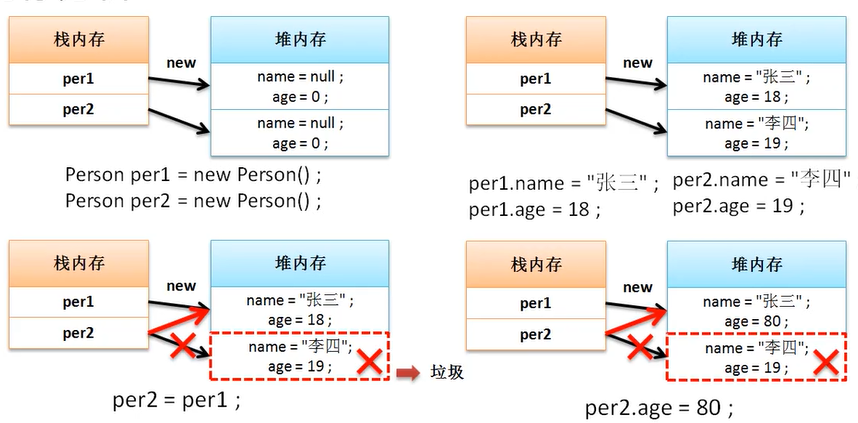 栈内存
堆内存
new
per1
name = null ;
age = 0 ;
per2
name = null ;
age = 0 ;
Person per1 = new Person() ;
Person per2 = new Person() ;
栈内存
堆内存
new
per1
name = "张三" ;
age = 18 ;
per2
name = "李四";
age = 19 ;
per1.name = "张三" ;
per1.age = 18 ;
per2.name = "李四"
per2.age = 19 ;
栈内存
堆内存
new
per1
name = "张三" ;
age = 18 ;
per2
name = "李四";
age = 19 ;
垃圾
per2 = per1 ;
栈内存
堆内存
new
per1
name = "张三" ;
age = 80 ;
per2
name = "李四";
age = 19 ;
per2.age = 80 ;